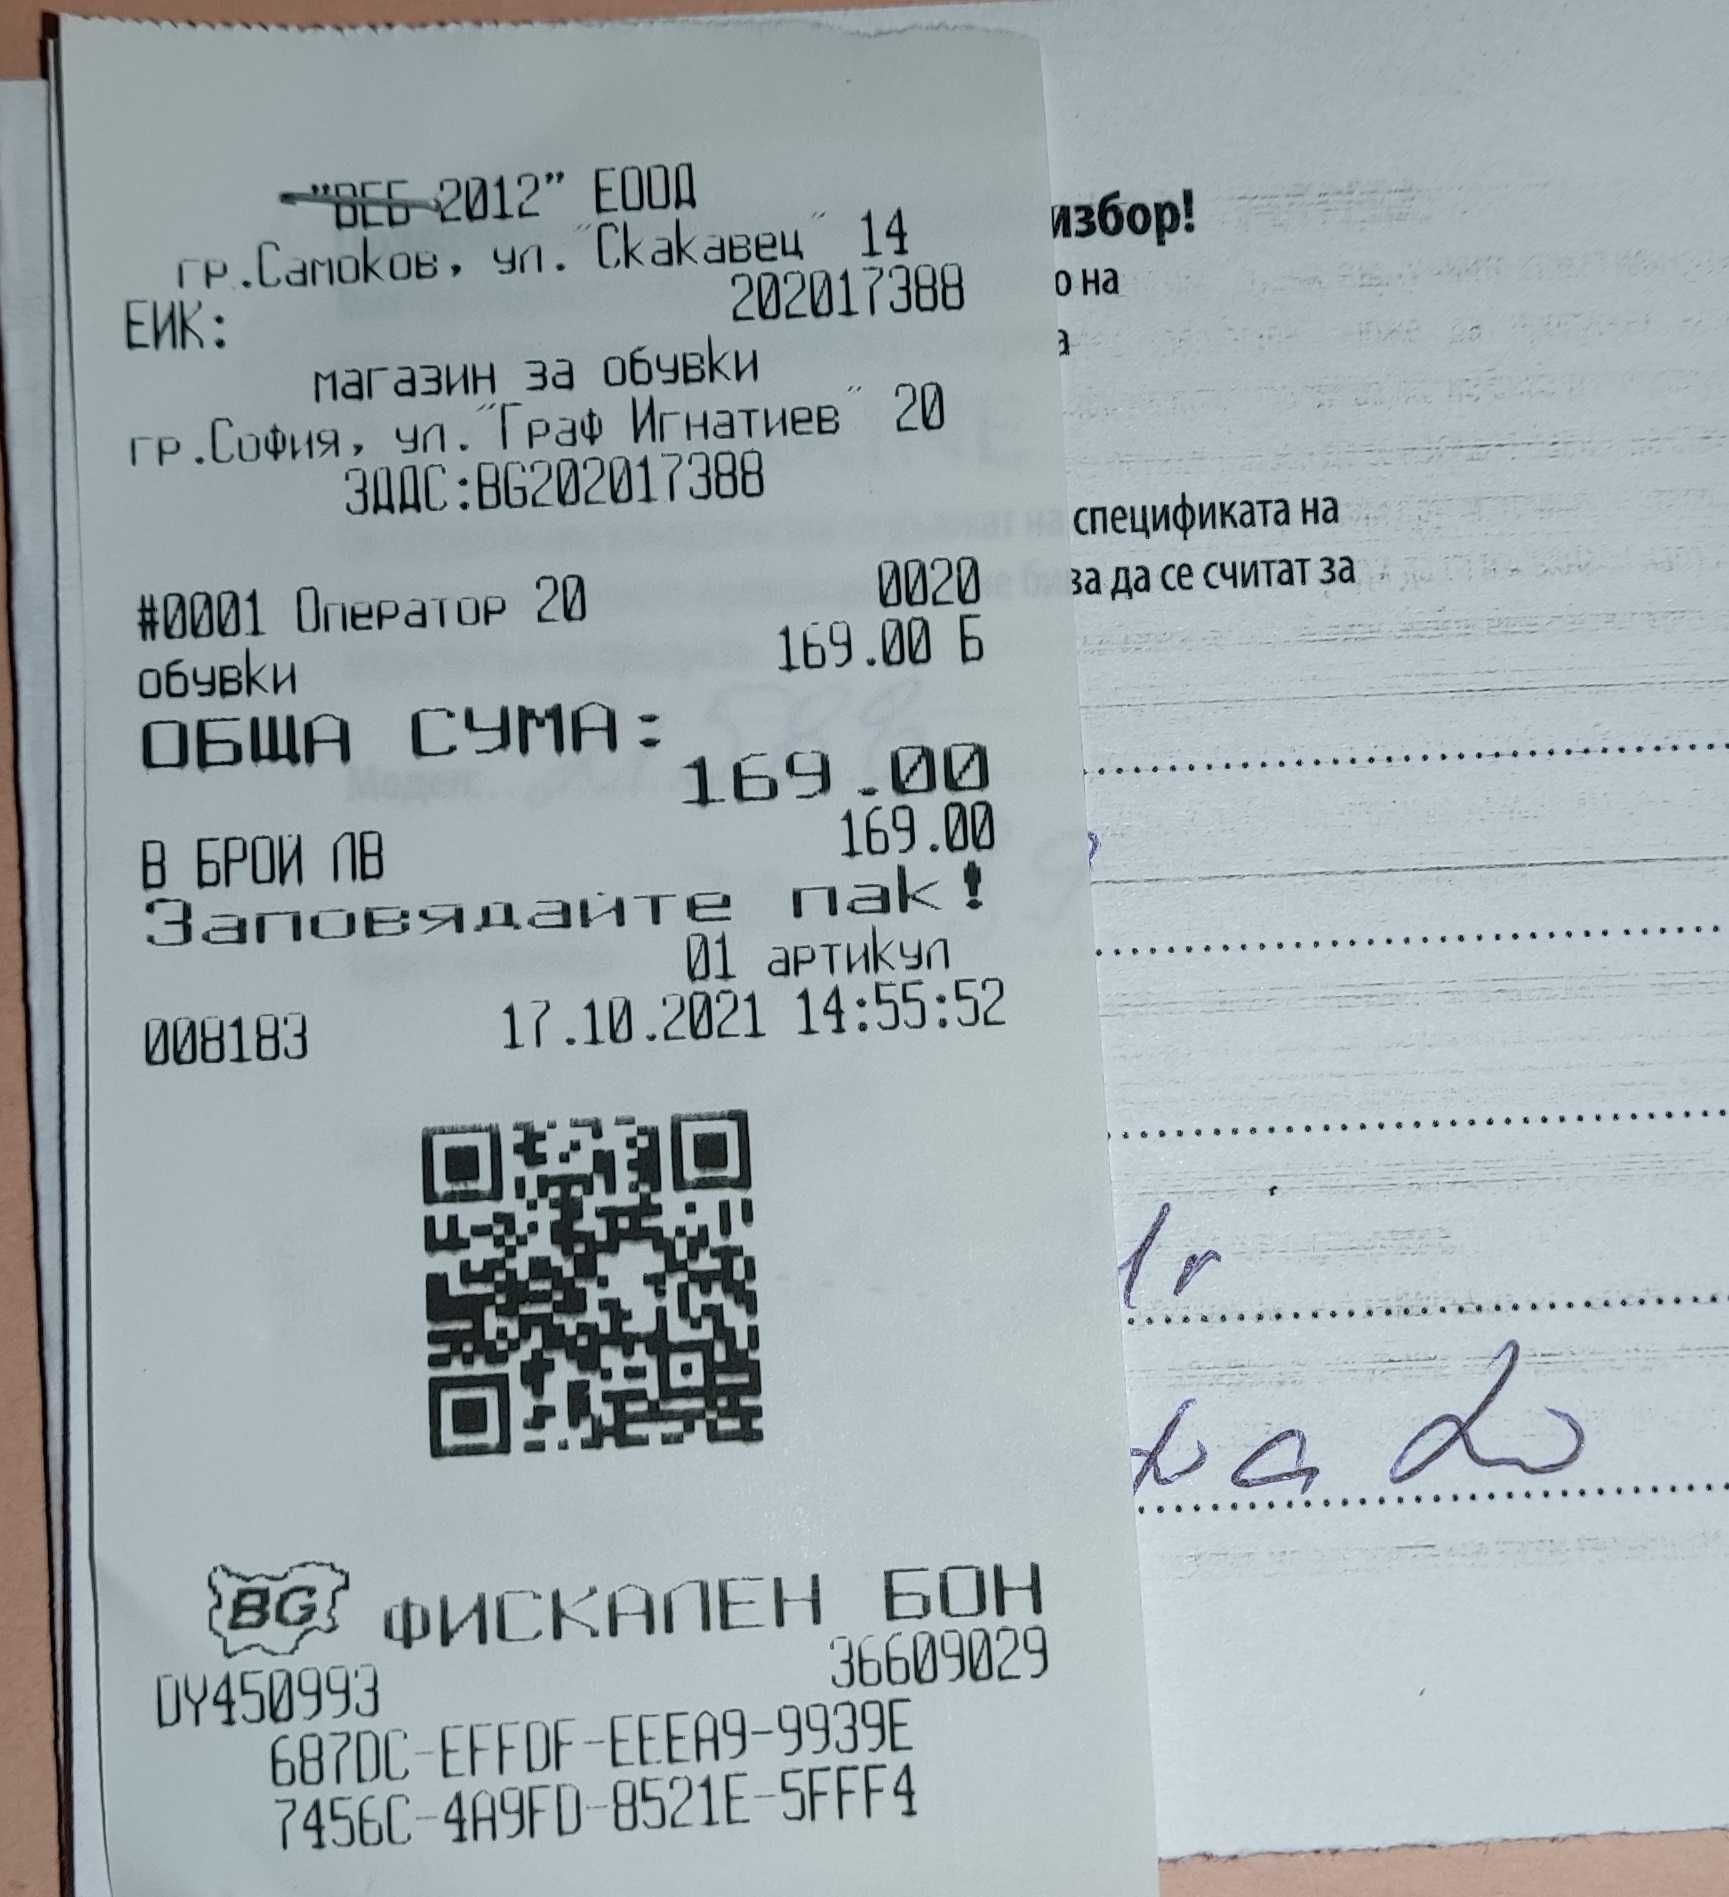 "ВЕБ 2012" ЕООД
гр.Самоков, ул."Скакавец" 14
ЕИК: 202017388
магазин за обувки
гр.София, ул."Граф Игнатиев" 20
ЗДДС:BG202017388
#0001 Оператор 20 0020
обувки 169.00 Б
ОБЩА СУМА:
169.00
В БРОЙ ЛВ 169.00
Заповядайте пак!
01 артикул
008183 17.10.2021 14:55:52
BG ФИСКАЛЕН БОН
DY450993 36609029
687DC-EFFDF-EEEA9-9939E
7456C-4A9FD-8521E-5FFF4
избор!
о на
а
спецификата на
да се считат за
Модел: